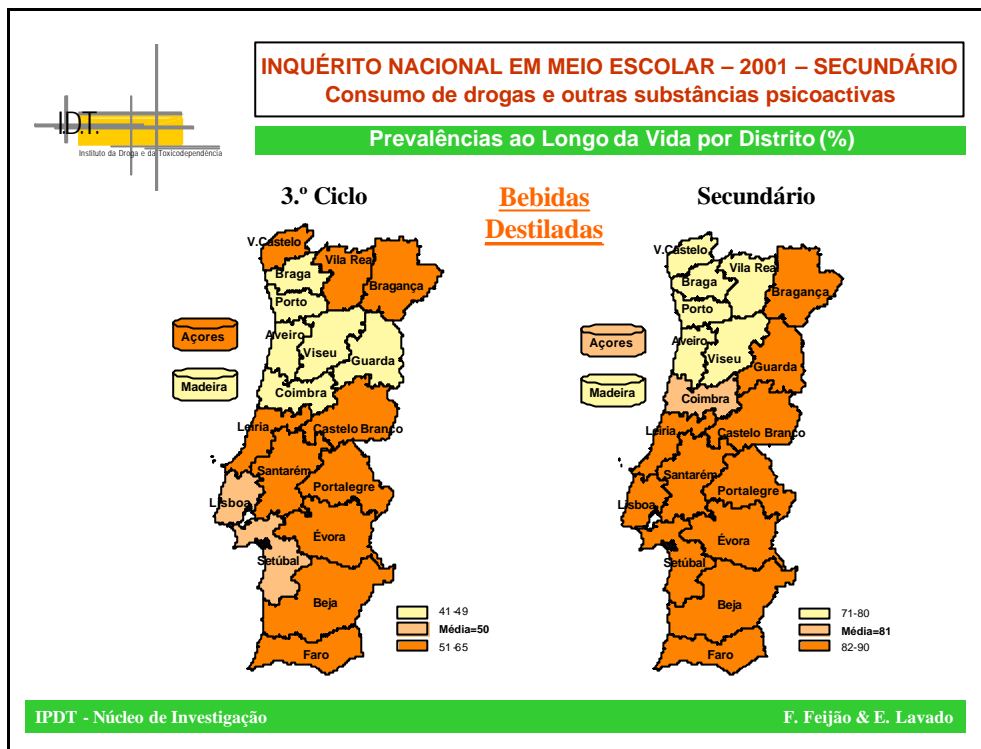 I.D.T.
Instituto da Droga e da Toxicodependência
INQUÉRITO NACIONAL EM MEIO ESCOLAR – 2001 – SECUNDÁRIO
Consumo de drogas e outras substâncias psicoactivas
Prevalências ao Longo da Vida por Distrito (%)
3.º Ciclo
Bebidas
Destiladas
Secundário
V.Castelo
Vila Real
Braga
Bragança
Porto
Açores
Aveiro
Viseu
Guarda
Madeira
Coimbra
Leiria
Castelo Branco
Santarém
Portalegre
Lisboa
Évora
Setúbal
Beja
Faro
41-49
Média=50
51-65
V.Castelo
Vila Real
Braga
Bragança
Porto
Açores
Aveiro
Viseu
Guarda
Madeira
Coimbra
Leiria
Castelo Branco
Santarém
Portalegre
Lisboa
Évora
Setúbal
Beja
Faro
71-80
Média=81
82-90
IPDT - Núcleo de Investigação
F. Feijão & E. Lavado